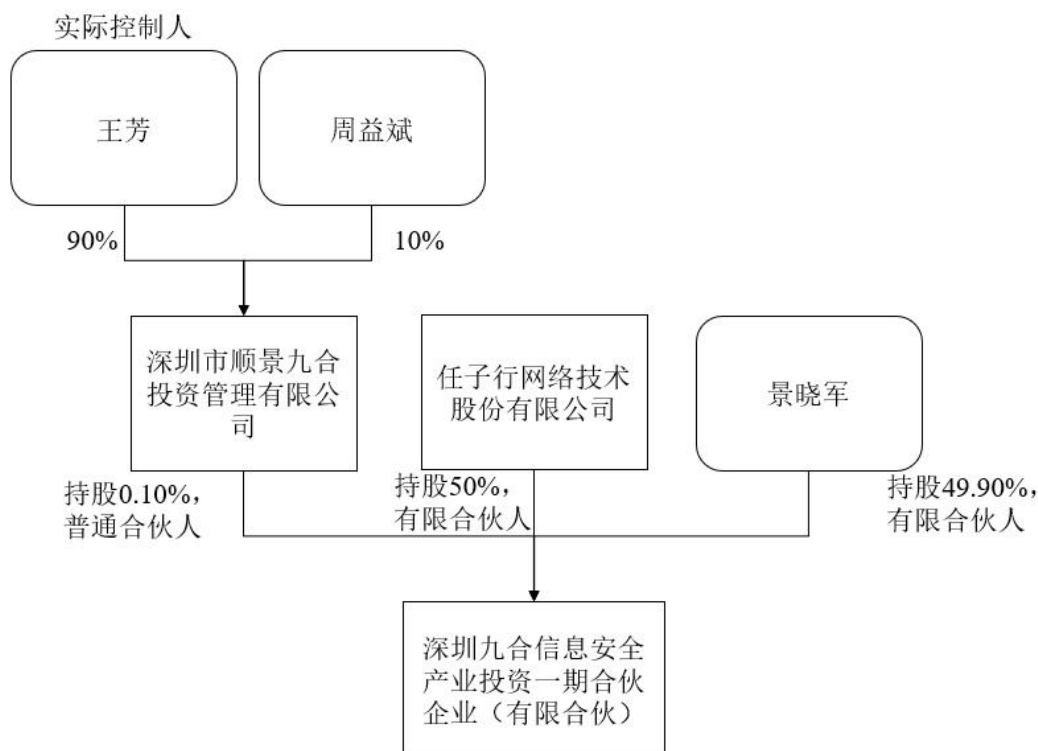 实际控制人
王芳
周益斌
90%
10%
深圳市顺景九合
投资管理有限公
司
任子行网络技术
股份有限公司
景晓军
持股0.10%，
普通合伙人
持股50%，
有限合伙人
持股49.90%，
有限合伙人
深圳九合信息安全
产业投资一期合伙
企业（有限合伙）